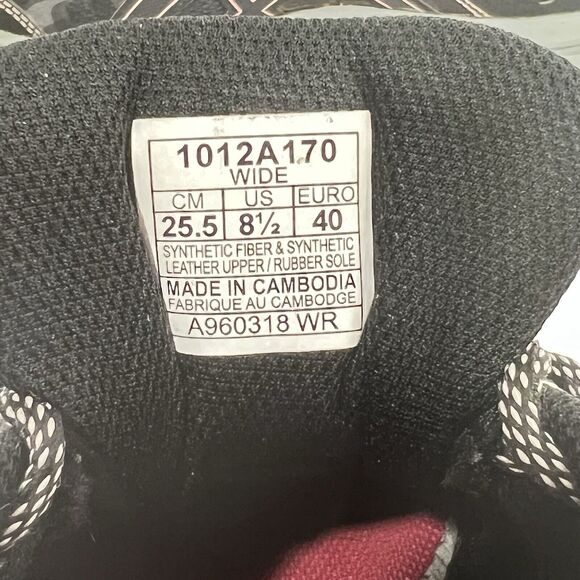 1012A170
WIDE
CM US EURO
25.5 8½ 40
SYNTHETIC FIBER & SYNTHETIC
LEATHER UPPER / RUBBER SOLE
MADE IN CAMBODIA
FABRIQUE AU CAMBODGE
A960318 WR